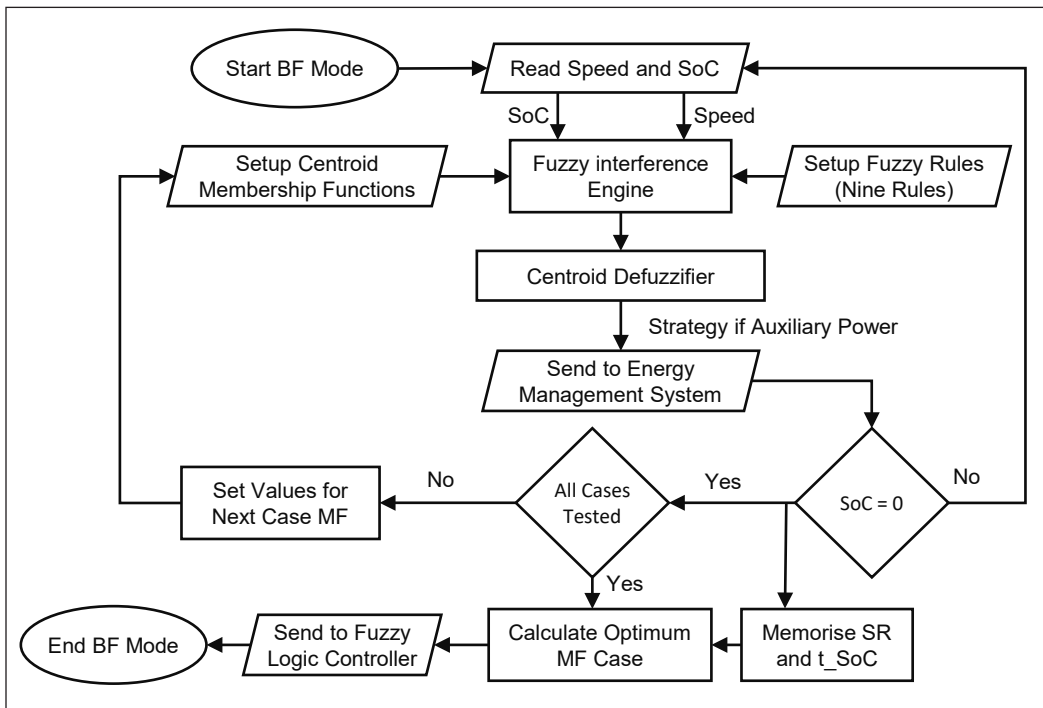 Start BF Mode
Read Speed and SoC
SoC
Speed
Setup Centroid
Membership Functions
Fuzzy interference
Engine
Setup Fuzzy Rules
(Nine Rules)
Centroid Defuzzifier
Strategy if Auxiliary Power
Send to Energy
Management System
Set Values for
Next Case MF
No
All Cases
Tested
Yes
SoC = 0
No
Yes
End BF Mode
Send to Fuzzy
Logic Controller
Calculate Optimum
MF Case
Memorise SR
and t_SoC